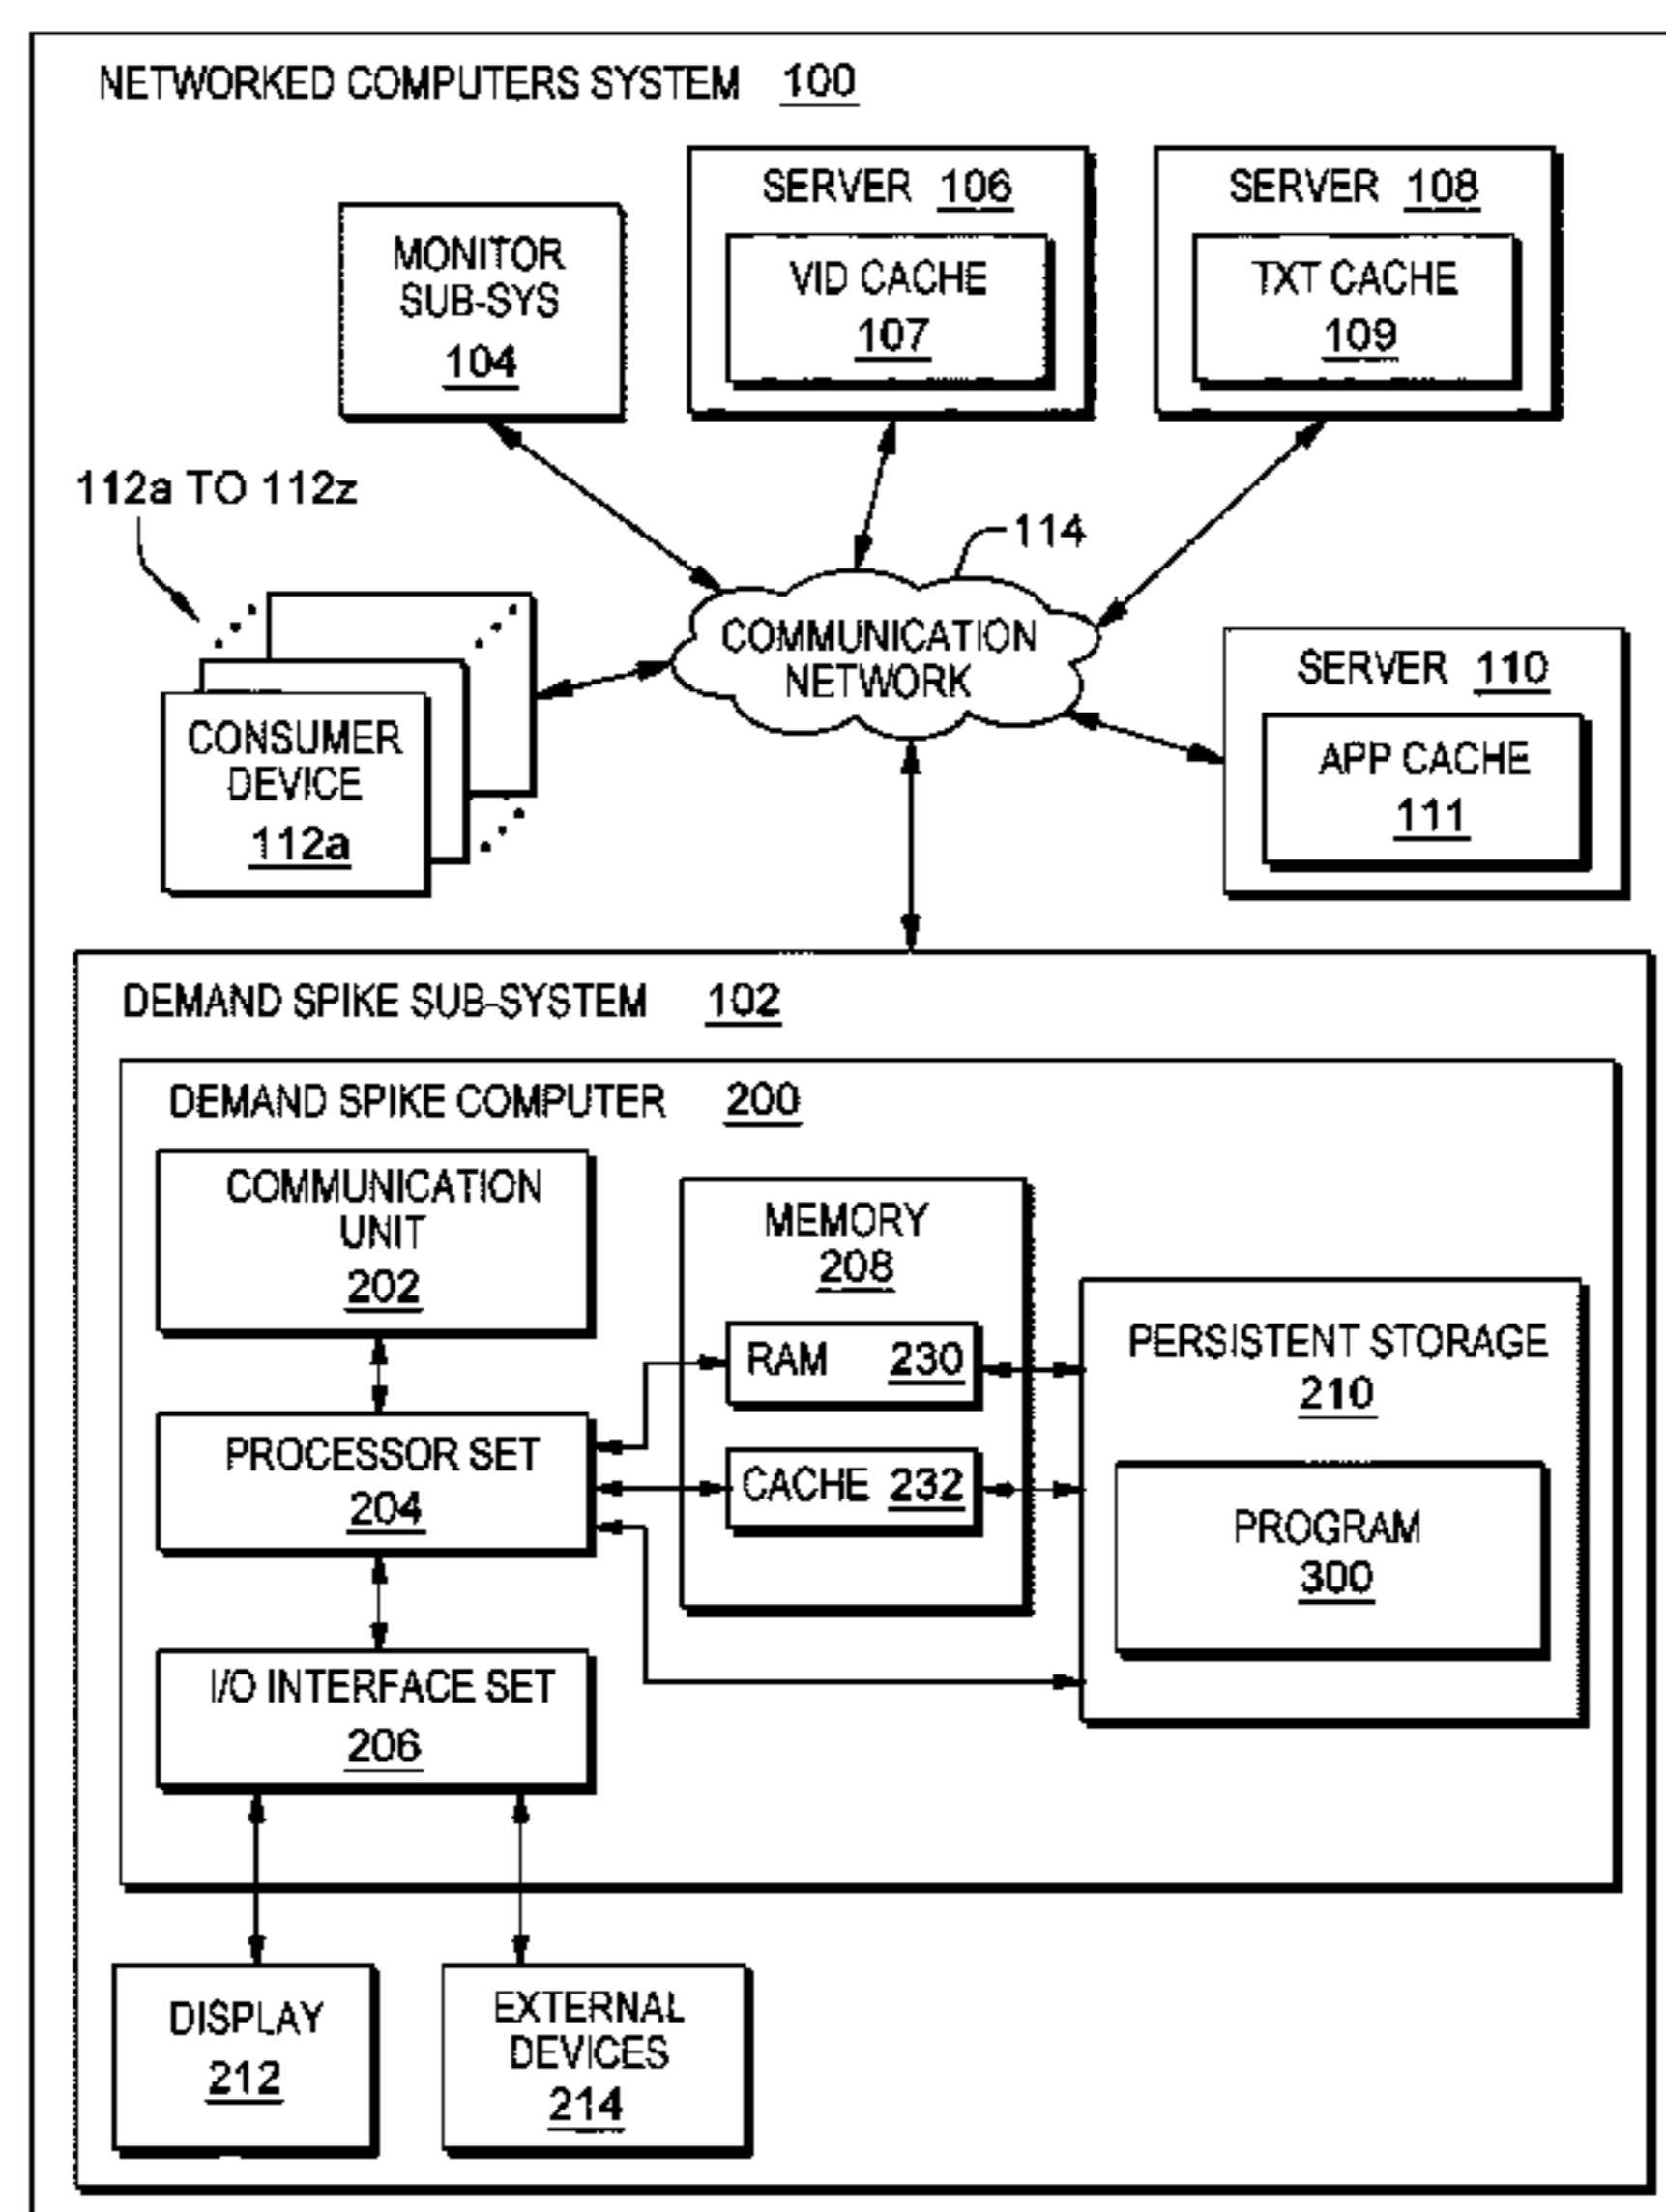 NETWORKED COMPUTERS SYSTEM 100
MONITOR
SUB-SYS
104
SERVER 106
VID CACHE
107
SERVER 108
TXT CACHE
109
112a TO 112z
114
COMMUNICATION
NETWORK
CONSUMER
DEVICE
112a
SERVER 110
APP CACHE
111
DEMAND SPIKE SUB-SYSTEM 102
DEMAND SPIKE COMPUTER 200
COMMUNICATION
UNIT
202
PROCESSOR SET
204
I/O INTERFACE SET
206
MEMORY
208
RAM 230
CACHE 232
PERSISTENT STORAGE
210
PROGRAM
300
DISPLAY
212
EXTERNAL
DEVICES
214